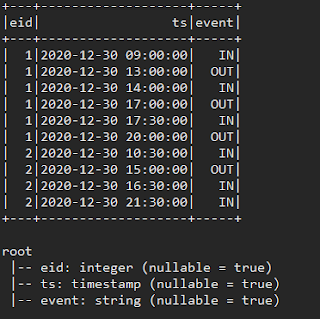 +---+-------------------+-----+
|eid|                 ts|event|
+---+-------------------+-----+
|  1|2020-12-30 09:00:00|   IN|
|  1|2020-12-30 13:00:00|  OUT|
|  1|2020-12-30 14:00:00|   IN|
|  1|2020-12-30 17:00:00|  OUT|
|  1|2020-12-30 17:30:00|   IN|
|  1|2020-12-30 20:00:00|  OUT|
|  2|2020-12-30 10:30:00|   IN|
|  2|2020-12-30 15:00:00|  OUT|
|  2|2020-12-30 16:30:00|   IN|
|  2|2020-12-30 21:30:00|   IN|
+---+-------------------+-----+
root
 |-- eid: integer (nullable = true)
 |-- ts: timestamp (nullable = true)
 |-- event: string (nullable = true)